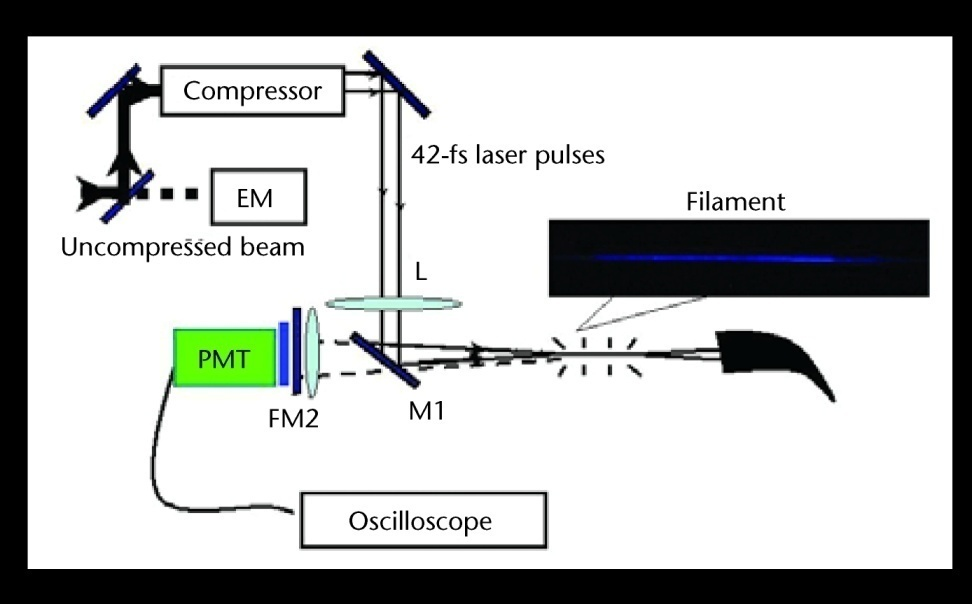 Compressor
42-fs laser pulses
EM
Filament
Uncompressed beam
L
PMT
FM2
M1
Oscilloscope